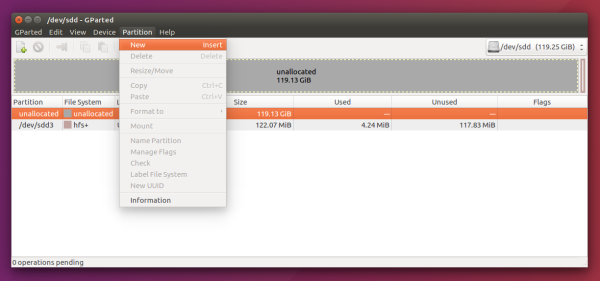 /dev/sdd - GParted
GParted Edit View Device Partition Help
/dev/sdd (119.25 GiB)
New Insert
Delete Delete
Resize/Move
Copy Ctrl+C
Paste Ctrl+V
Format to
Mount
Name Partition
Manage Flags
Check
Label File System
New UUID
Information
unallocated
119.13 GiB
Partition File System L Size Used Unused Flags
unallocated unallocated 119.13 GiB — —
/dev/sdd3 hfs+ 122.07 MiB 4.24 MiB 117.83 MiB
0 operations pending